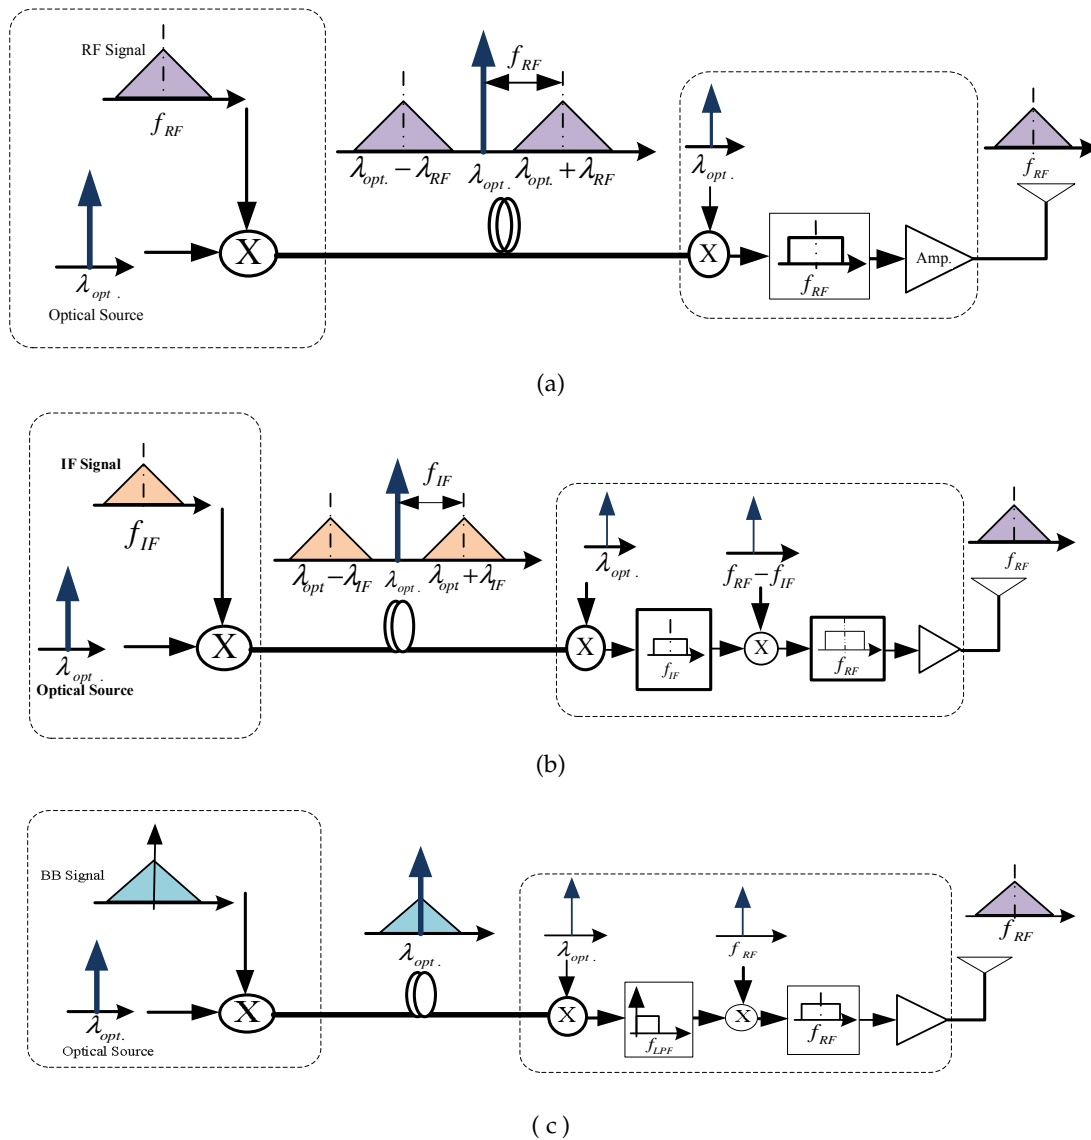 RF Signal
f_RF
λ_opt.
Optical Source
X
f_RF
λ_opt. − λ_RF
λ_opt.
λ_opt. + λ_RF
λ_opt.
X
f_RF
Amp.
f_RF
(a)
IF Signal
f_IF
λ_opt.
Optical Source
X
f_IF
λ_opt − λ_IF
λ_opt.
λ_opt + λ_IF
λ_opt.
f_RF − f_IF
X
f_IF
X
f_RF
f_RF
(b)
BB Signal
λ_opt.
Optical Source
X
λ_opt.
λ_opt.
f_RF
X
f_LPF
X
f_RF
f_RF
( c )